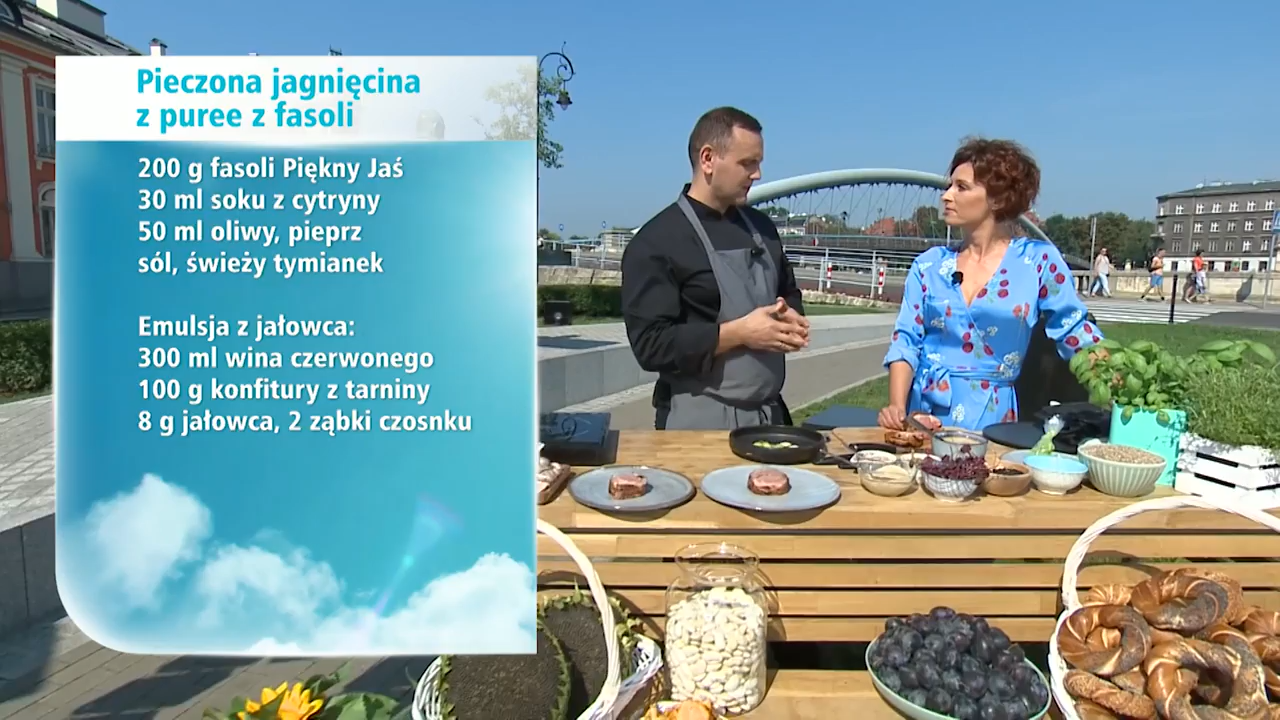 Pieczona jagnięcina
z puree z fasoli
200 g fasoli Piękny Jaś
30 ml soku z cytryny
50 ml oliwy, pieprz
sól, świeży tymianek
Emulsja z jałowca:
300 ml wina czerwonego
100 g konfitury z tarniny
8 g jałowca, 2 ząbki czosnku